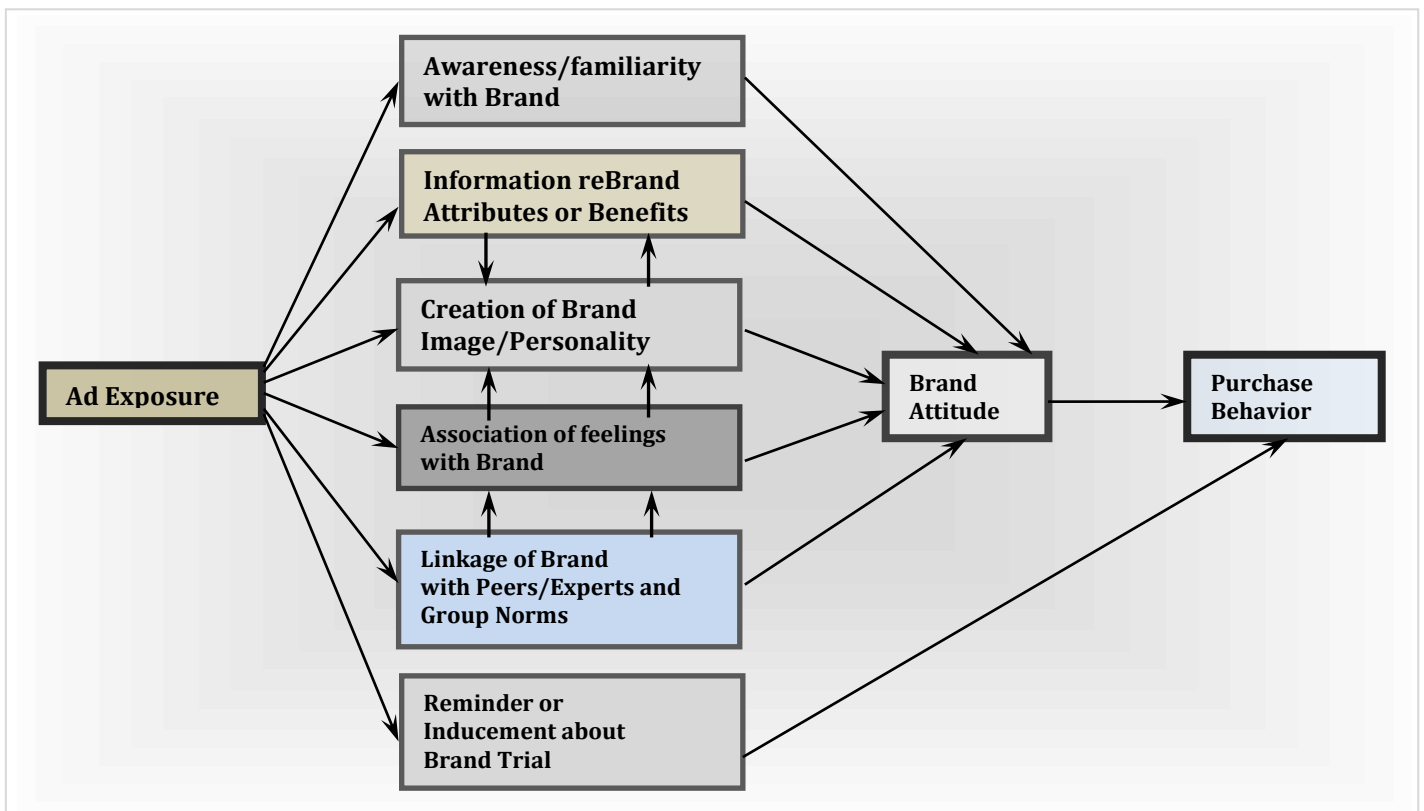 Awareness/familiarity
with Brand
Information reBrand
Attributes or Benefits
Creation of Brand
Image/Personality
Ad Exposure
Brand
Attitude
Purchase
Behavior
Association of feelings
with Brand
Linkage of Brand
with Peers/Experts and
Group Norms
Reminder or
Inducement about
Brand Trial